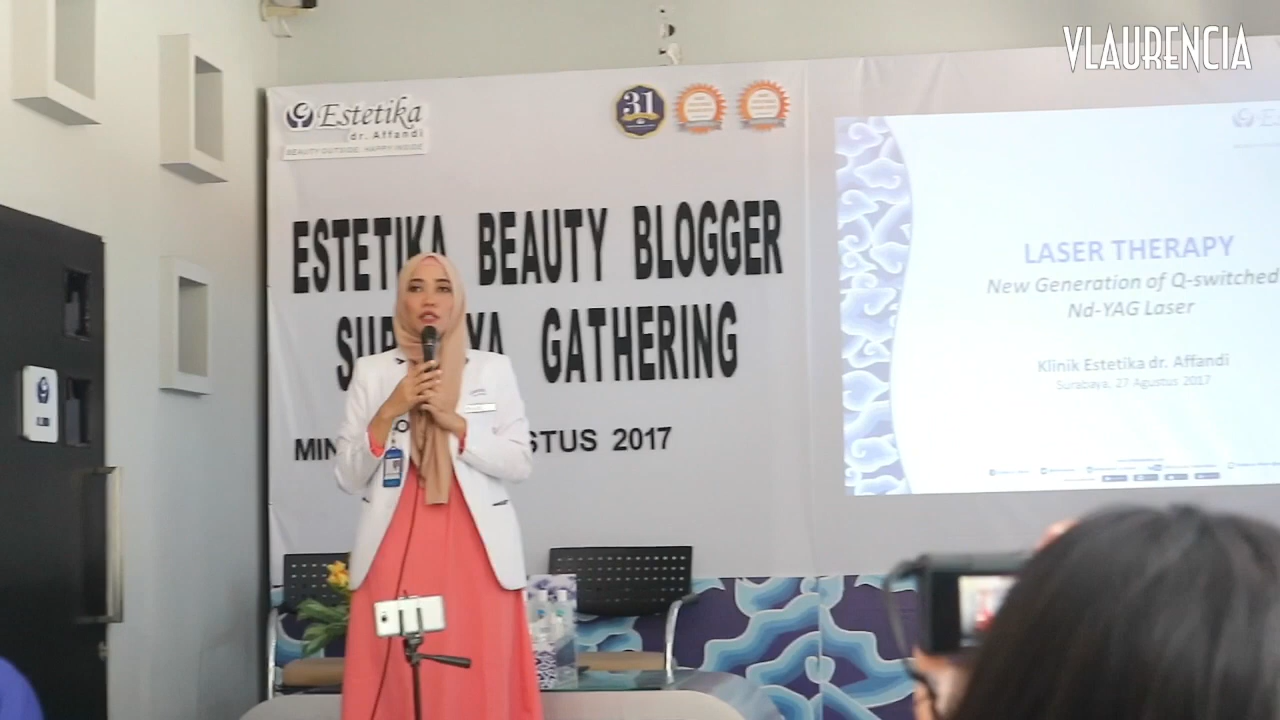 VLAURENCIA
Estetika
dr. Affandi
BEAUTY OUTSIDE HAPPY INSIDE
31
ESTETIKA BEAUTY BLOGGER
GATHERING
2017
LASER THERAPY
New Generation of Q-switched
Nd-YAG Laser
Klinik Estetika dr. Affandi
Surabaya, 27 Agustus 2017